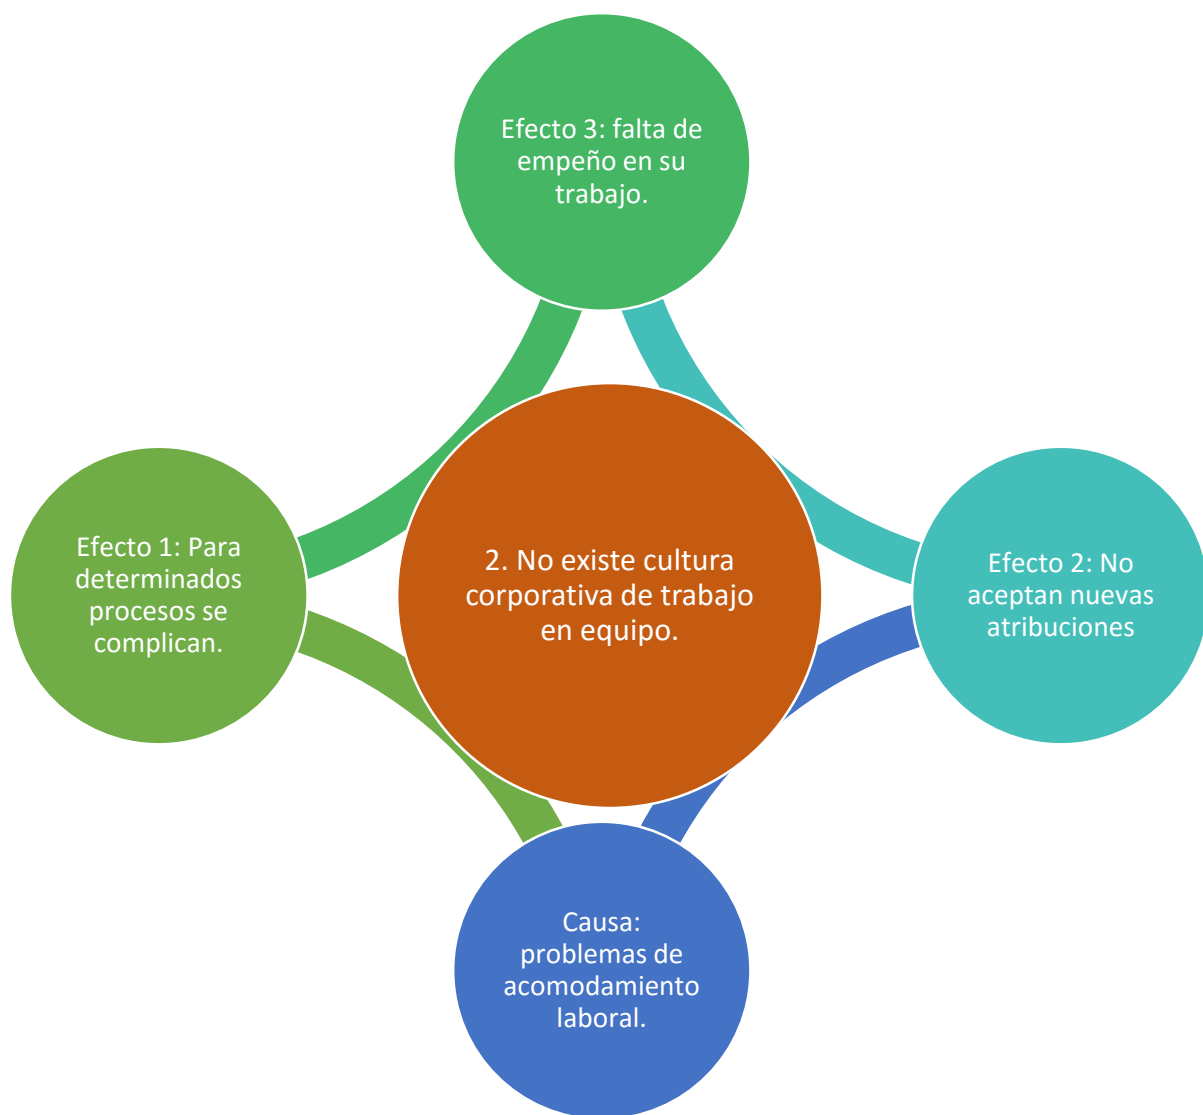 Efecto 3: falta de
empeño en su
trabajo.
Efecto 1: Para
determinados
procesos se
complican.
2. No existe cultura
corporativa de trabajo
en equipo.
Efecto 2: No
aceptan nuevas
atribuciones
Causa:
problemas de
acomodamiento
laboral.